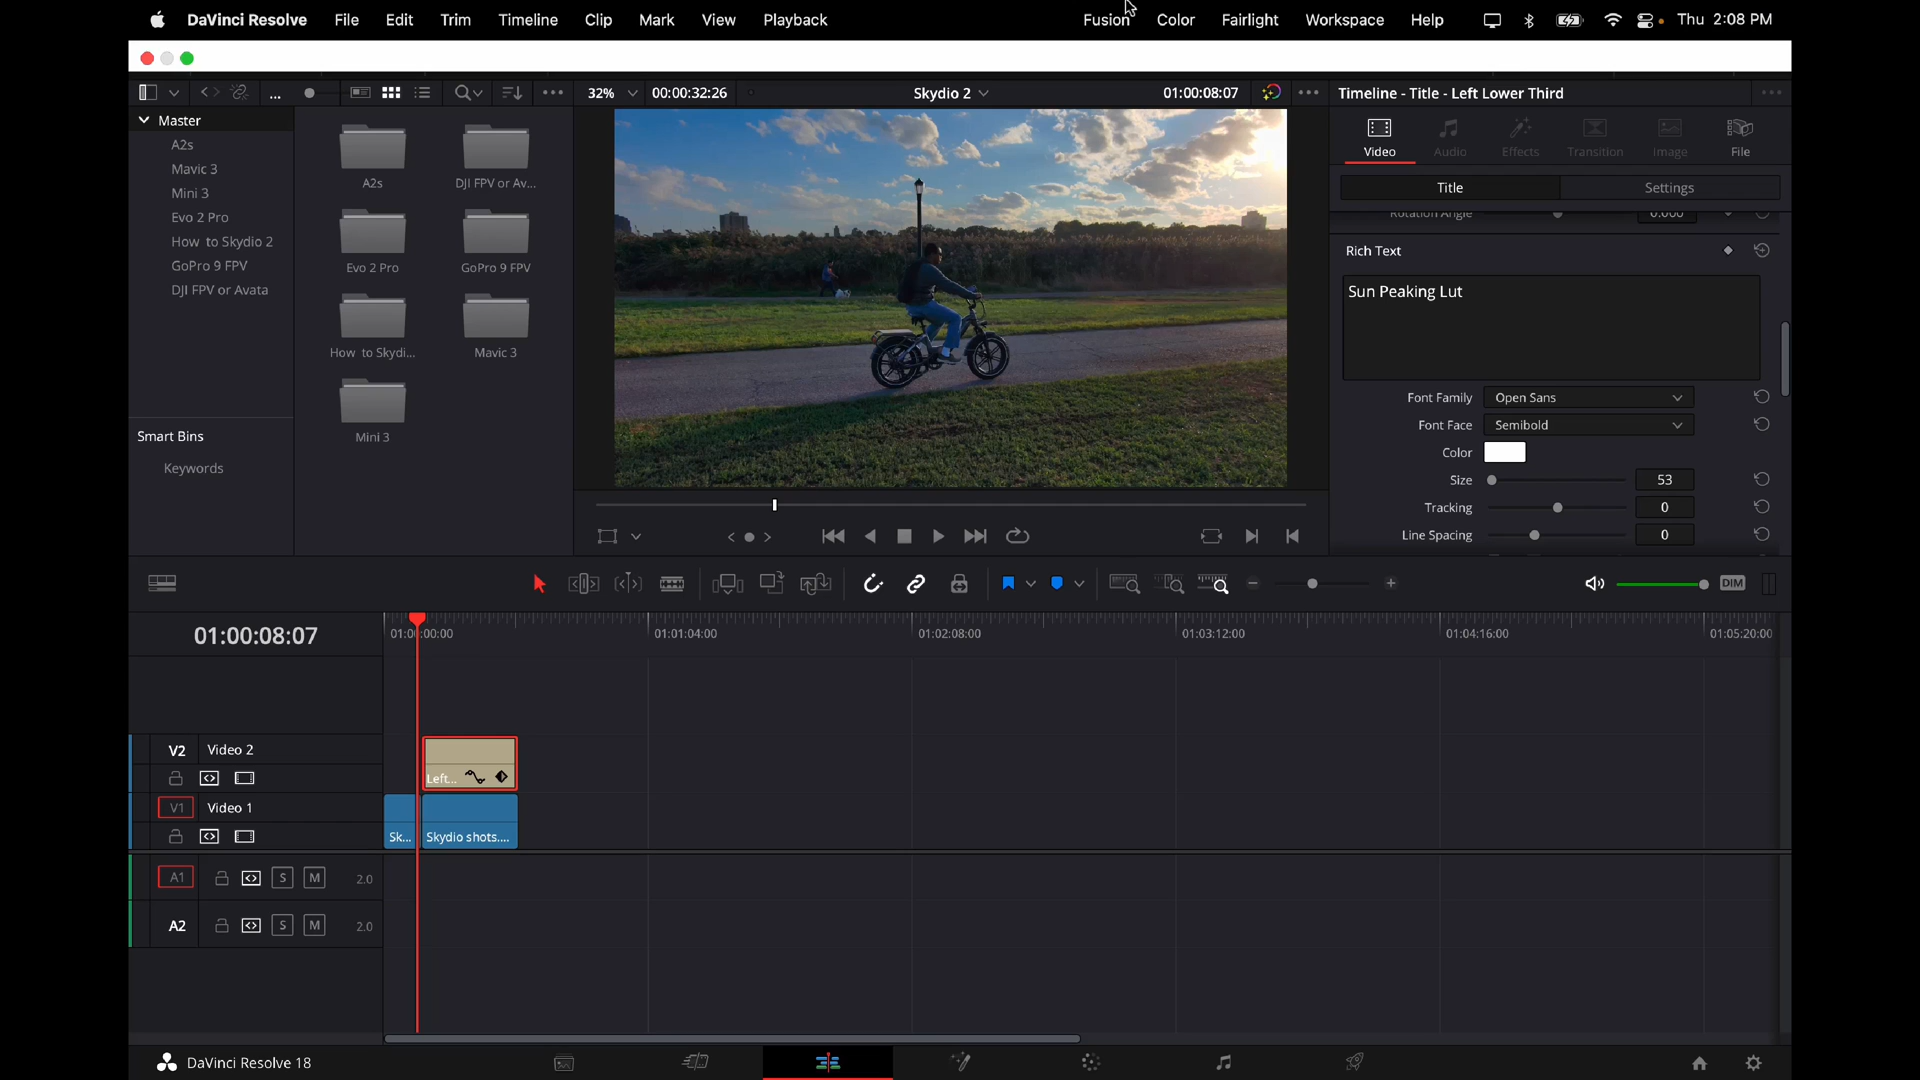 DaVinci Resolve File Edit Trim Timeline Clip Mark View Playback Fusion Color Fairlight Workspace Help Thu 2:08 PM
... 32% 00:00:32:26 Skydio 2 01:00:08:07 Timeline - Title - Left Lower Third
Master
A2s
Mavic 3
Mini 3
Evo 2 Pro
How to Skydio 2
GoPro 9 FPV
DJI FPV or Avata
Smart Bins
Keywords
A2s
DJI FPV or Av...
Evo 2 Pro
GoPro 9 FPV
How to Skydi...
Mavic 3
Mini 3
Video Audio Effects Transition Image File
Title Settings
Rotation Angle 0.000
Rich Text
Sun Peaking Lut
Font Family Open Sans
Font Face Semibold
Color
Size 53
Tracking 0
Line Spacing 0
DIM
01:00:08:07
01:00:00:00 01:01:04:00 01:02:08:00 01:03:12:00 01:04:16:00 01:05:20:00
V2 Video 2
Left...
V1 Video 1
Sk... Skydio shots....
A1 S M 2.0
A2 S M 2.0
DaVinci Resolve 18